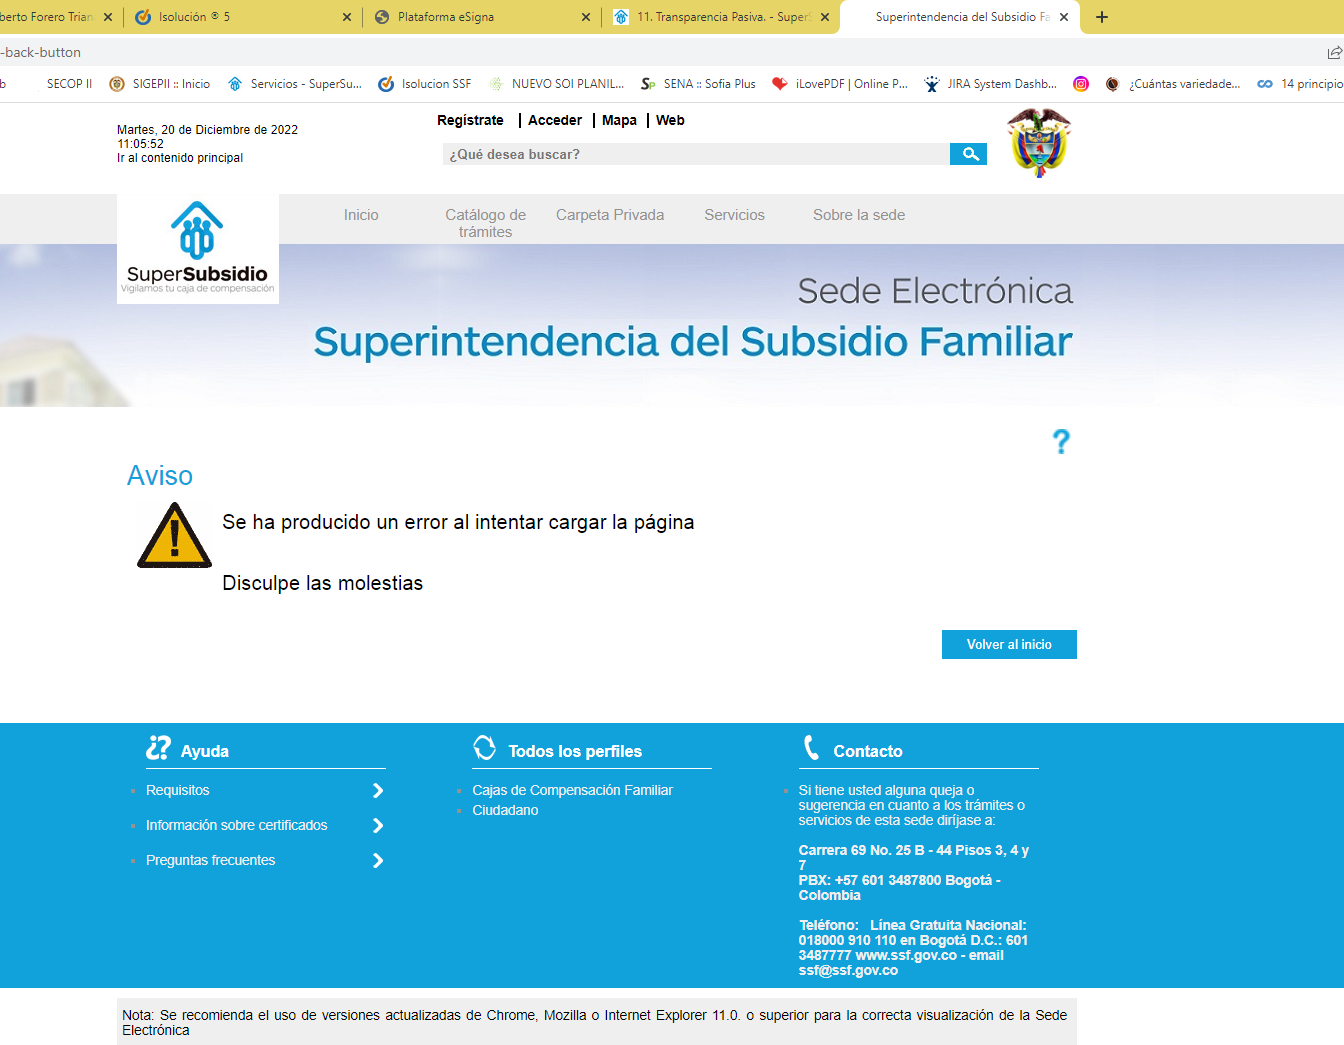 berto Forero Trian
Isolución ® 5
Plataforma eSigna
11. Transparencia Pasiva. - SuperS
Superintendencia del Subsidio Fa
-back-button
b
SECOP II
SIGEPII :: Inicio
Servicios - SuperSu...
Isolucion SSF
NUEVO SOI PLANIL...
SENA :: Sofia Plus
iLovePDF | Online P...
JIRA System Dashb...
¿Cuántas variedade...
14 principio
Martes, 20 de Diciembre de 2022
11:05:52
Ir al contenido principal
Regístrate
Acceder
Mapa
Web
¿Qué desea buscar?
SuperSubsidio
Vigilamos tu caja de compensación
Inicio
Catálogo de
trámites
Carpeta Privada
Servicios
Sobre la sede
Sede Electrónica
Superintendencia del Subsidio Familiar
?
Aviso
Se ha producido un error al intentar cargar la página
Disculpe las molestias
Volver al inicio
¿? Ayuda
Requisitos
Información sobre certificados
Preguntas frecuentes
Todos los perfiles
Cajas de Compensación Familiar
Ciudadano
Contacto
Si tiene usted alguna queja o
sugerencia en cuanto a los trámites o
servicios de esta sede diríjase a:
Carrera 69 No. 25 B - 44 Pisos 3, 4 y
7
PBX: +57 601 3487800 Bogotá -
Colombia
Teléfono: Línea Gratuita Nacional:
018000 910 110 en Bogotá D.C.: 601
3487777 www.ssf.gov.co - email
ssf@ssf.gov.co
Nota: Se recomienda el uso de versiones actualizadas de Chrome, Mozilla o Internet Explorer 11.0. o superior para la correcta visualización de la Sede
Electrónica